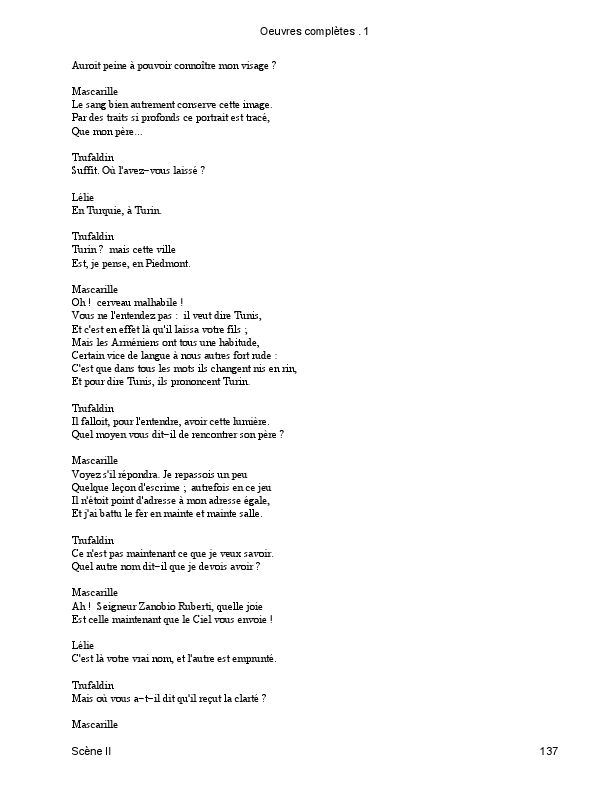 Oeuvres complètes . 1
Auroit peine à pouvoir connoître mon visage ?
Mascarille
Le sang bien autrement conserve cette image.
Par des traits si profonds ce portrait est tracé,
Que mon père...
Trufaldin
Suffit. Où l'avez−vous laissé ?
Lélie
En Turquie, à Turin.
Trufaldin
Turin ? mais cette ville
Est, je pense, en Piedmont.
Mascarille
Oh ! cerveau malhabile !
Vous ne l'entendez pas : il veut dire Tunis,
Et c'est en effet là qu'il laissa votre fils ;
Mais les Arméniens ont tous une habitude,
Certain vice de langue à nous autres fort rude :
C'est que dans tous les mots ils changent nis en rin,
Et pour dire Tunis, ils prononcent Turin.
Trufaldin
Il falloit, pour l'entendre, avoir cette lumière.
Quel moyen vous dit−il de rencontrer son père ?
Mascarille
Voyez s'il répondra. Je repassois un peu
Quelque leçon d'escrime ; autrefois en ce jeu
Il n'étoit point d'adresse à mon adresse égale,
Et j'ai battu le fer en mainte et mainte salle.
Trufaldin
Ce n'est pas maintenant ce que je veux savoir.
Quel autre nom dit−il que je devois avoir ?
Mascarille
Ah ! Seigneur Zanobio Ruberti, quelle joie
Est celle maintenant que le Ciel vous envoie !
Lélie
C'est là votre vrai nom, et l'autre est emprunté.
Trufaldin
Mais où vous a−t−il dit qu'il reçut la clarté ?
Mascarille
Scène II 137